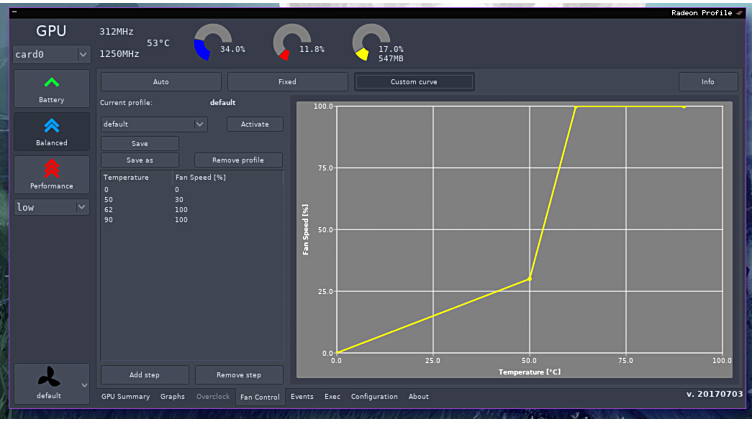 Radeon Profile
GPU
312MHz
53°C
1250MHz
34.0%
11.8%
17.0%
547MB
card0
Battery
Balanced
Performance
low
default
Auto
Fixed
Custom curve
Info
Current profile:
default
default
Activate
Save
Save as
Remove profile
Temperature Fan Speed [%]
0 0
50 30
62 100
90 100
Add step
Remove step
100.0
75.0
50.0
25.0
0.0
Fan Speed [%]
0.0 25.0 50.0 75.0 100.0
Temperature [°C]
GPU Summary Graphs Overclock Fan Control Events Exec Configuration About
v. 20170703